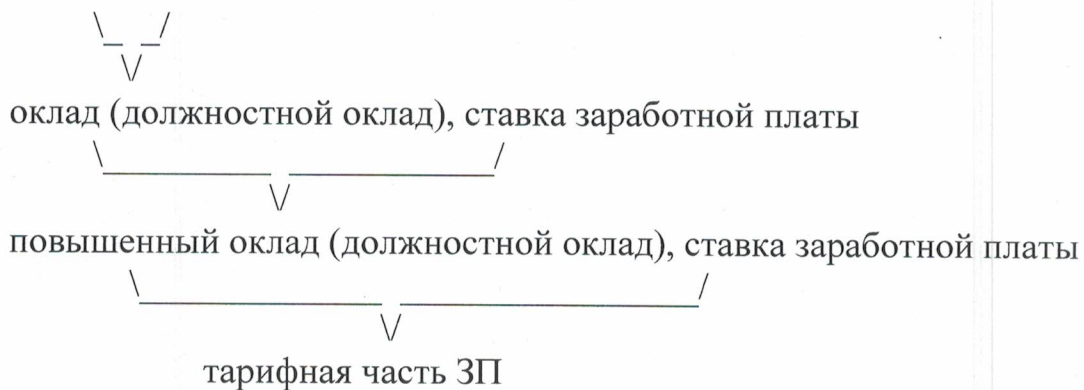 оклад (должностной оклад), ставка заработной платы
повышенный оклад (должностной оклад), ставка заработной платы
тарифная часть ЗП